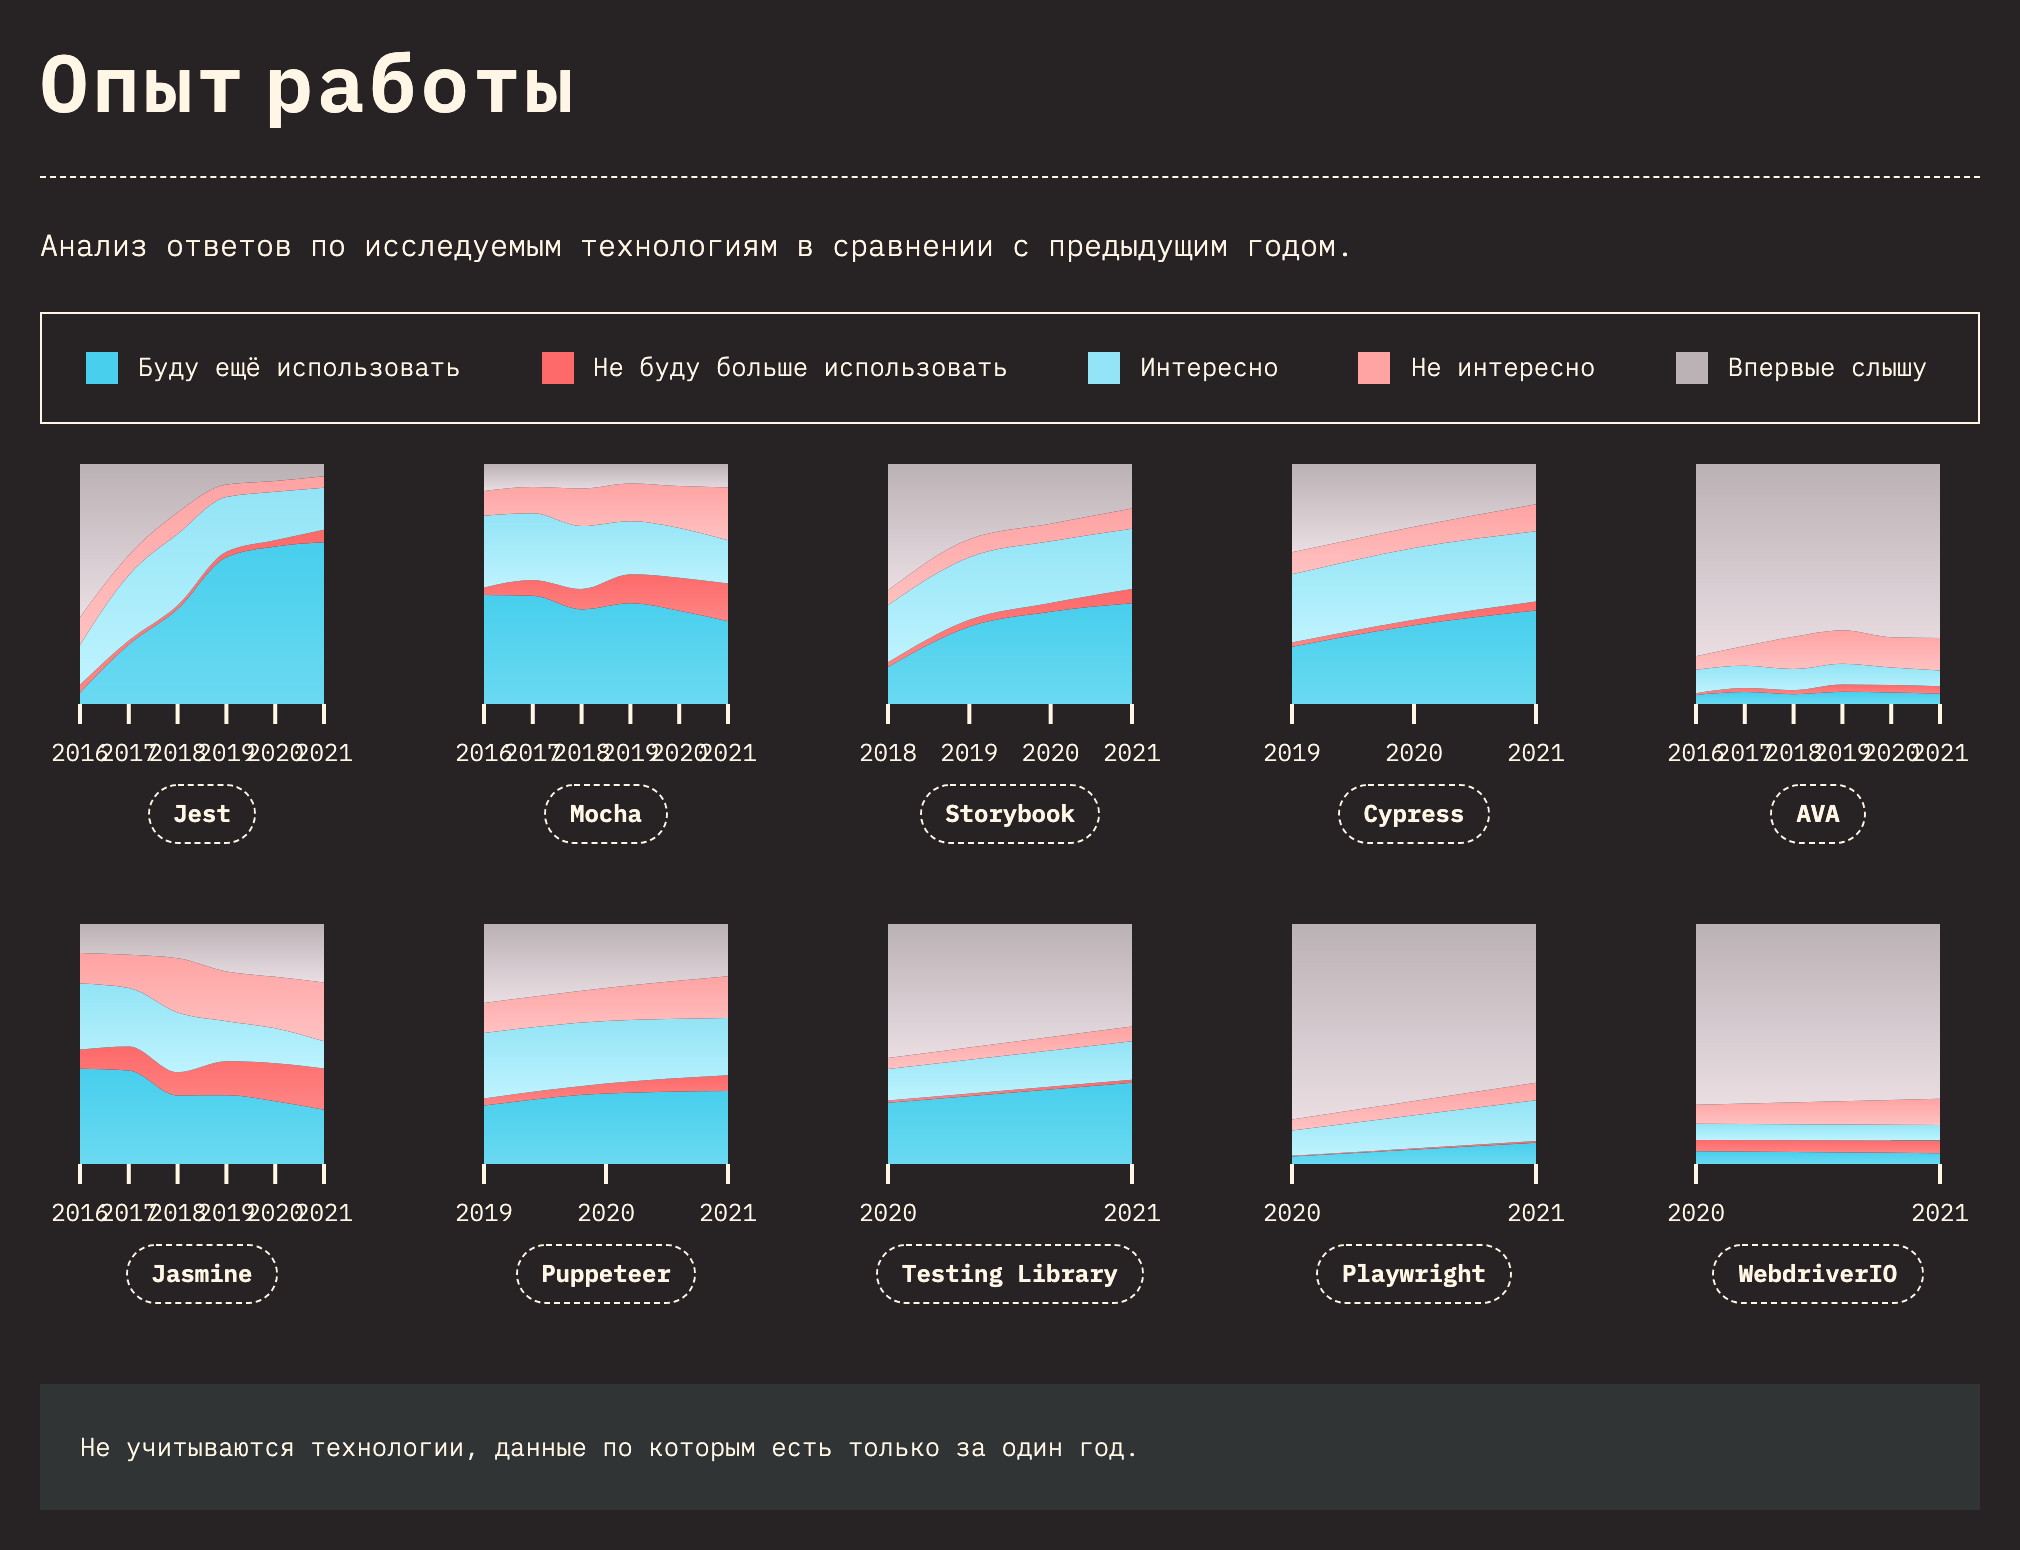 Опыт работы
Анализ ответов по исследуемым технологиям в сравнении с предыдущим годом.
Буду ещё использовать Не буду больше использовать Интересно Не интересно Впервые слышу
2016 2017 2018 2019 2020 2021 2016 2017 2018 2019 2020 2021 2018 2019 2020 2021 2019 2020 2021 2016 2017 2018 2019 2020 2021
Jest Mocha Storybook Cypress AVA
2016 2017 2018 2019 2020 2021 2019 2020 2021 2020 2021 2020 2021 2020 2021
Jasmine Puppeteer Testing Library Playwright WebdriverIO
Не учитываются технологии, данные по которым есть только за один год.